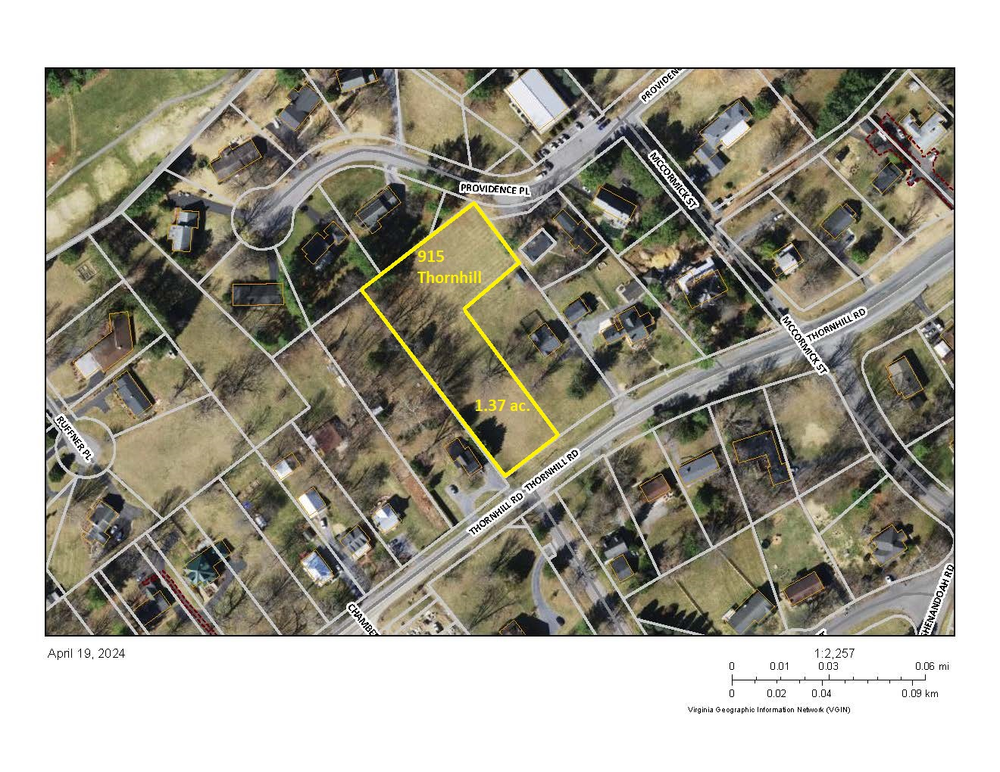 PROVIDENC
PROVIDENCE PL
MCCORMICK ST
915
Thornhill
THORNHILL RD
MCCORMICK ST
1.37 ac.
RUFFNER PL
THORNHILL RD
THORNHILL RD
CHAMBE
SHENANDOAH RD
April 19, 2024
1:2,257
0 0.01 0.03 0.06 mi
0 0.02 0.04 0.09 km
Virginia Geographic Information Network (VGIN)